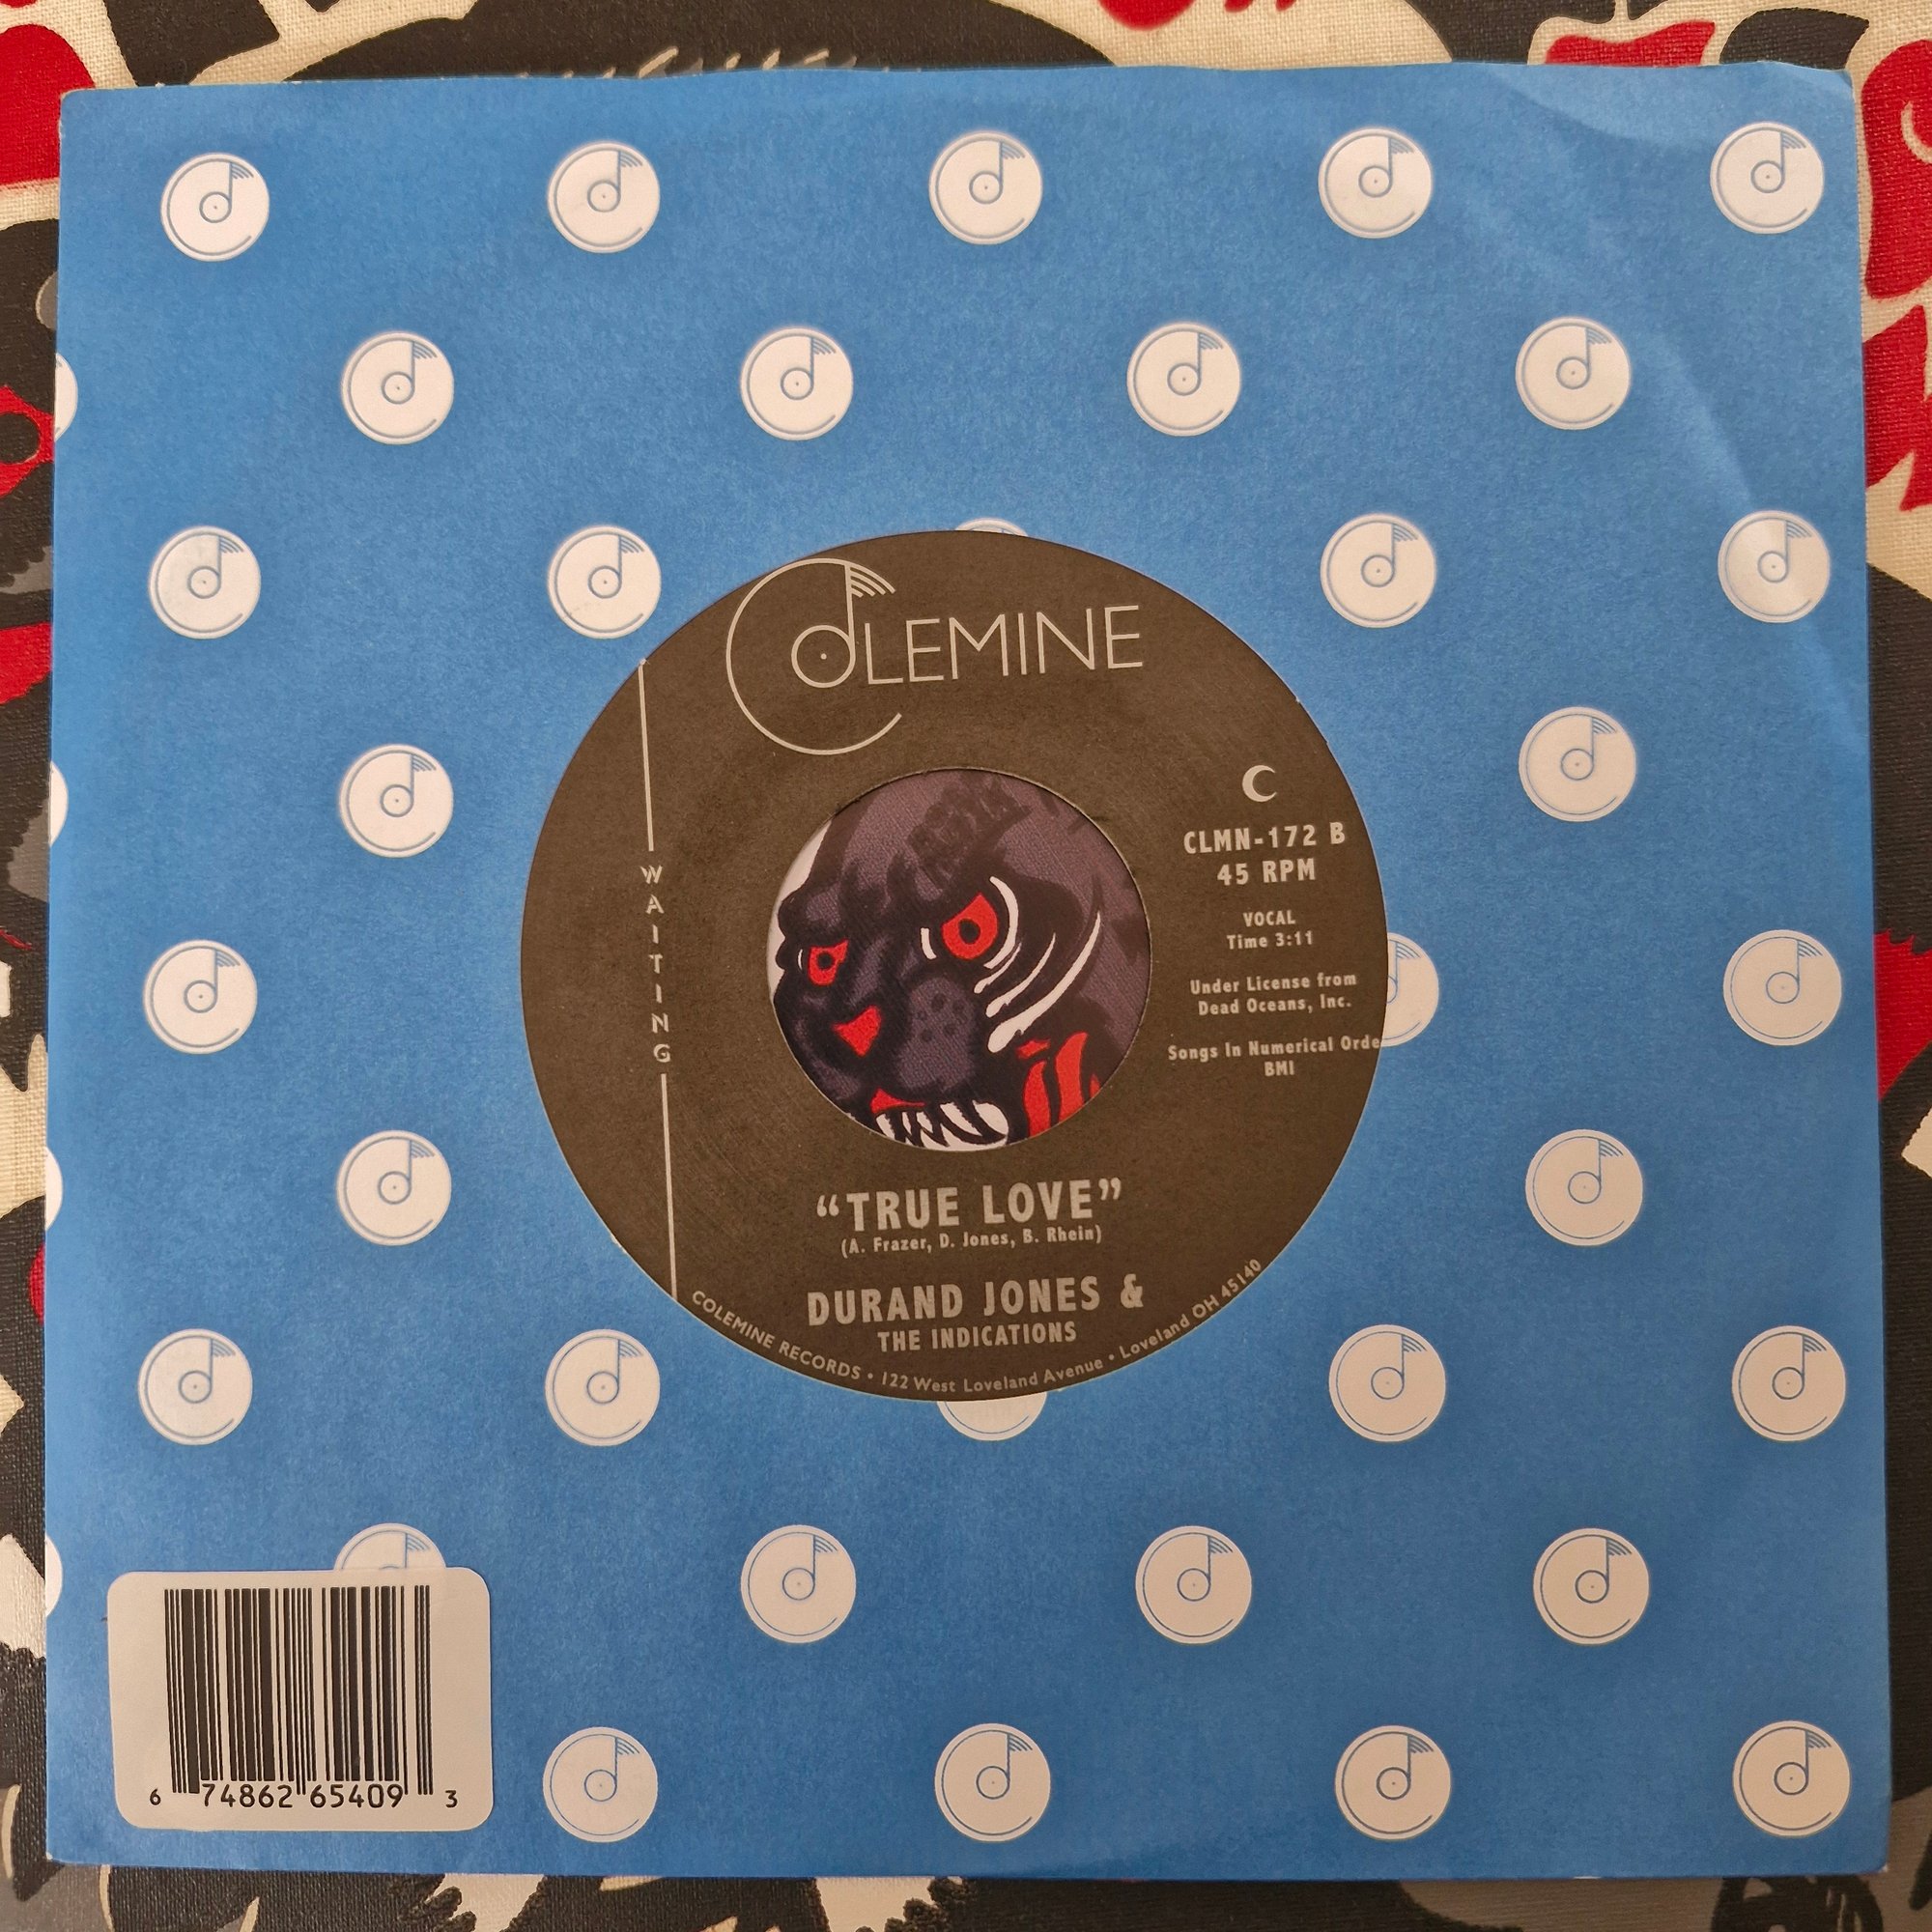 COLEMINE
WAITING
CLMN-172 B
45 RPM
VOCAL
Time 3:11
Under License from
Dead Oceans, Inc.
Songs In Numerical Orde
BMI
“TRUE LOVE”
(A. Frazer, D. Jones, B. Rhein)
DURAND JONES &
THE INDICATIONS
COLEMINE RECORDS • 122 West Loveland Avenue • Loveland OH 45140
6 74862 65409 3